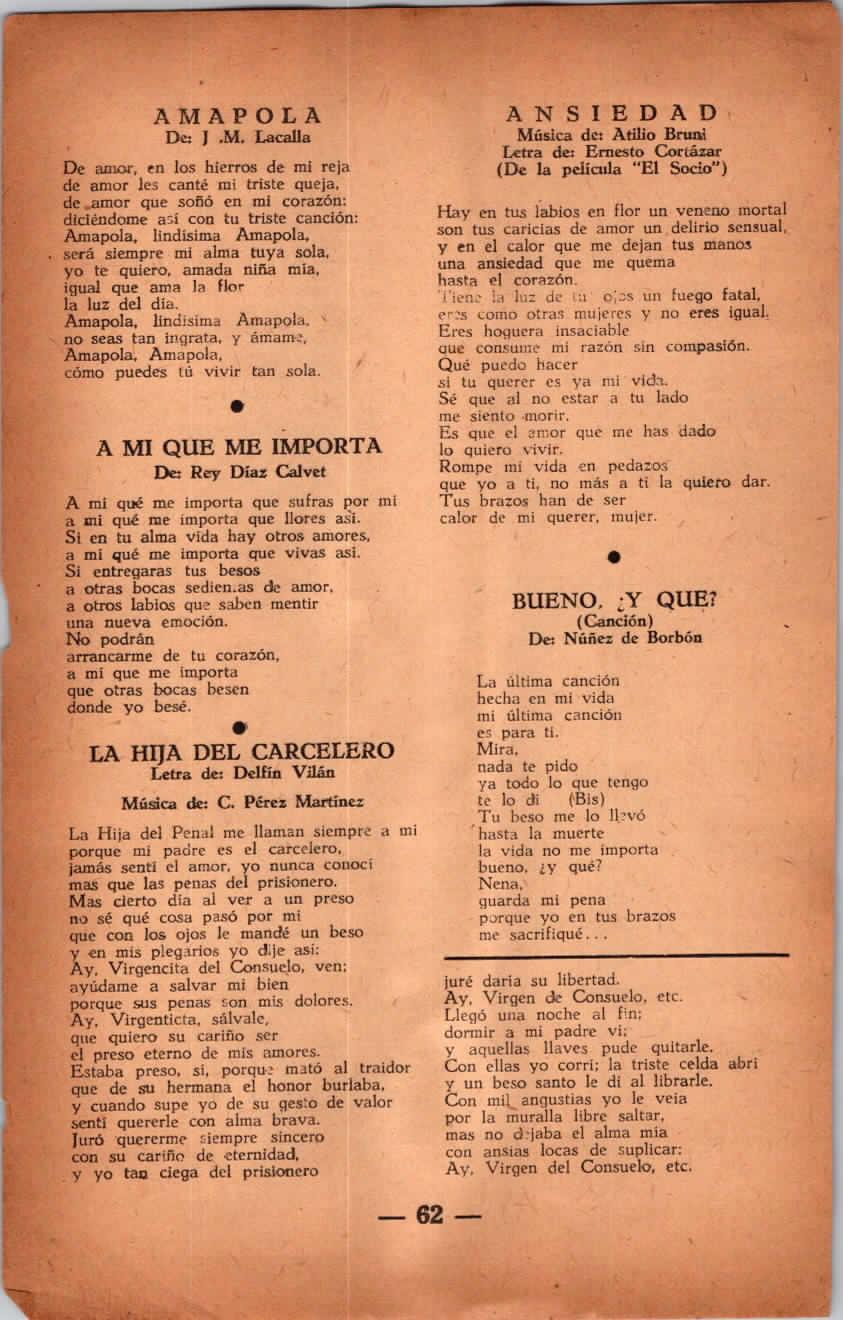 AMAPOLA
De: J .M. Lacalla
De amor, en los hierros de mi reja
de amor les canté mi triste queja,
de amor que soñó en mi corazón:
diciéndome así con tu triste canción:
Amapola, lindísima Amapola,
será siempre mi alma tuya sola,
yo te quiero, amada niña mía,
igual que ama la flor
la luz del día.
Amapola, lindísima Amapola,
no seas tan ingrata, y ámame,
Amapola, Amapola,
cómo puedes tú vivir tan sola.
●
A MI QUE ME IMPORTA
De: Rey Díaz Calvet
A mi qué me importa que sufras por mi
a mi qué me importa que llores así.
Si en tu alma vida hay otros amores,
a mi qué me importa que vivas asi.
Si entregaras tus besos
a otras bocas sedientas de amor,
a otros labios que saben mentir
una nueva emoción.
No podrán
arrancarme de tu corazón,
a mi que me importa
que otras bocas besen
donde yo besé.
●
LA HIJA DEL CARCELERO
Letra de: Delfín Vilán
Música de: C. Pérez Martínez
La Hija del Penal me llaman siempre a mi
porque mi padre es el carcelero,
jamás sentí el amor, yo nunca conocí
mas que las penas del prisionero.
Mas cierto día al ver a un preso
no sé qué cosa pasó por mi
que con los ojos le mandé un beso
y en mis plegarios yo dije así:
Ay, Virgencita del Consuelo, ven;
ayúdame a salvar mi bien
porque sus penas son mis dolores.
Ay, Virgenticta, sálvale,
que quiero su cariño ser
el preso eterno de mis amores.
Estaba preso, sí, porque mató al traidor
que de su hermana el honor burlaba,
y cuando supe yo de su gesto de valor
sentí quererle con alma brava.
Juró quererme siempre sincero
con su cariño de eternidad,
y yo tan ciega del prisionero
ANSIEDAD
Música de: Atilio Bruni
Letra de: Ernesto Cortázar
(De la película "El Socio")
Hay en tus labios en flor un veneno mortal
son tus caricias de amor un delirio sensual,
y en el calor que me dejan tus manos
una ansiedad que me quema
hasta el corazón.
Tiene la luz de tu ojos un fuego fatal,
eres como otras mujeres y no eres igual.
Eres hoguera insaciable
que consume mi razón sin compasión.
Qué puedo hacer
si tu querer es ya mi vida.
Sé que al no estar a tu lado
me siento morir.
Es que el amor que me has dado
lo quiero vivir.
Rompe mi vida en pedazos
que yo a ti, no más a ti la quiero dar.
Tus brazos han de ser
calor de mi querer, mujer.
●
BUENO, ¿Y QUE?
(Canción)
De: Núñez de Borbón
La última canción
hecha en mi vida
mi última canción
es para ti.
Mira,
nada te pido
ya todo lo que tengo
te lo di (Bis)
Tu beso me lo llevó
hasta la muerte
la vida no me importa
bueno, ¿y qué?
Nena,
guarda mi pena
porque yo en tus brazos
me sacrifiqué...
juré daría su libertad.
Ay, Virgen de Consuelo, etc.
Llegó una noche al fin;
dormir a mi padre vi;
y aquellas llaves pude quitarle.
Con ellas yo corrí; la triste celda abrí
y un beso santo le di al librarle.
Con mil angustias yo le veía
por la muralla libre saltar,
mas no dejaba el alma mía
con ansias locas de suplicar:
Ay, Virgen del Consuelo, etc.
— 62 —